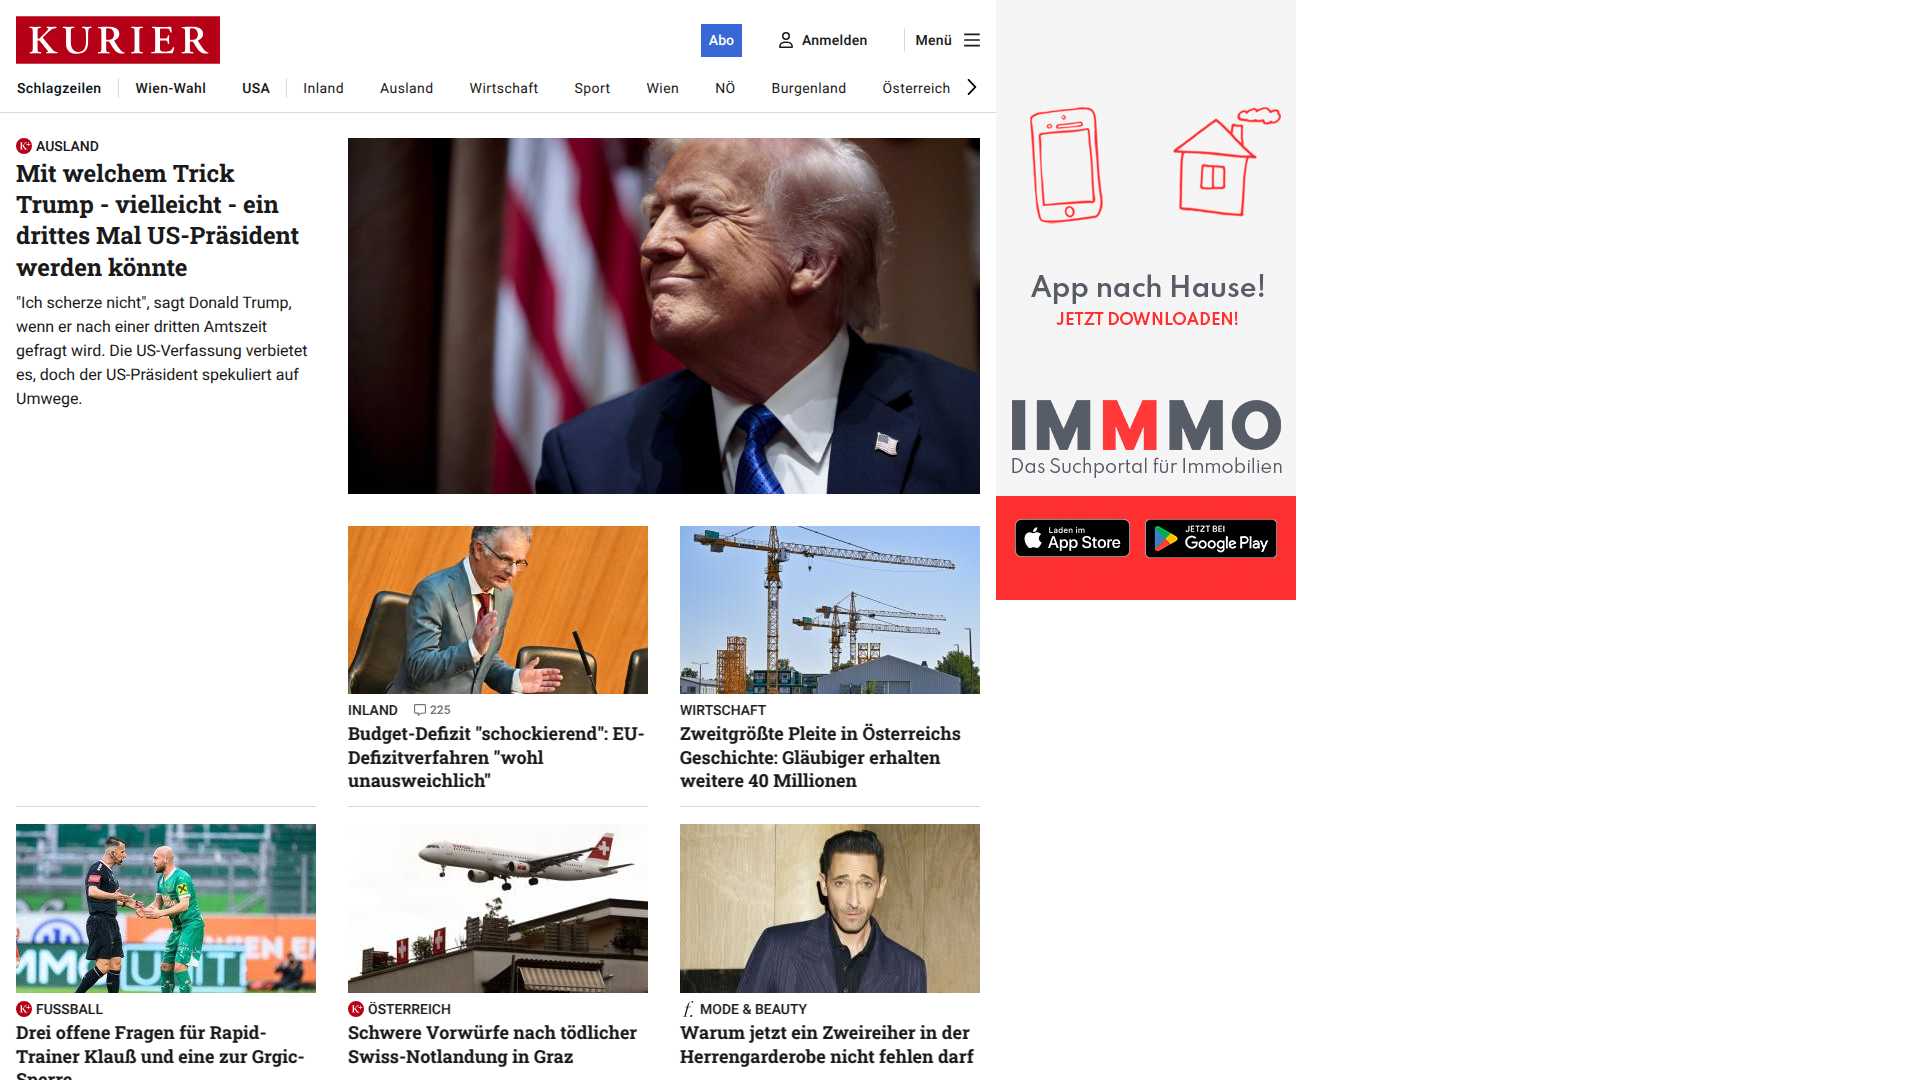 KURIER
Abo
Anmelden
Menü
Schlagzeilen
Wien-Wahl
USA
Inland
Ausland
Wirtschaft
Sport
Wien
NÖ
Burgenland
Österreich
AUSLAND
Mit welchem Trick
Trump - vielleicht - ein
drittes Mal US-Präsident
werden könnte
"Ich scherze nicht", sagt Donald Trump,
wenn er nach einer dritten Amtszeit
gefragt wird. Die US-Verfassung verbietet
es, doch der US-Präsident spekuliert auf
Umwege.
INLAND 225
Budget-Defizit "schockierend": EU-
Defizitverfahren "wohl
unausweichlich"
WIRTSCHAFT
Zweitgrößte Pleite in Österreichs
Geschichte: Gläubiger erhalten
weitere 40 Millionen
K+ FUSSBALL
Drei offene Fragen für Rapid-
Trainer Klauß und eine zur Grgic-
Sperre
K+ ÖSTERREICH
Schwere Vorwürfe nach tödlicher
Swiss-Notlandung in Graz
f. MODE & BEAUTY
Warum jetzt ein Zweireiher in der
Herrengarderobe nicht fehlen darf
App nach Hause!
JETZT DOWNLOADEN!
IMMMO
Das Suchportal für Immobilien
Laden im
App Store
JETZT BEI
Google Play